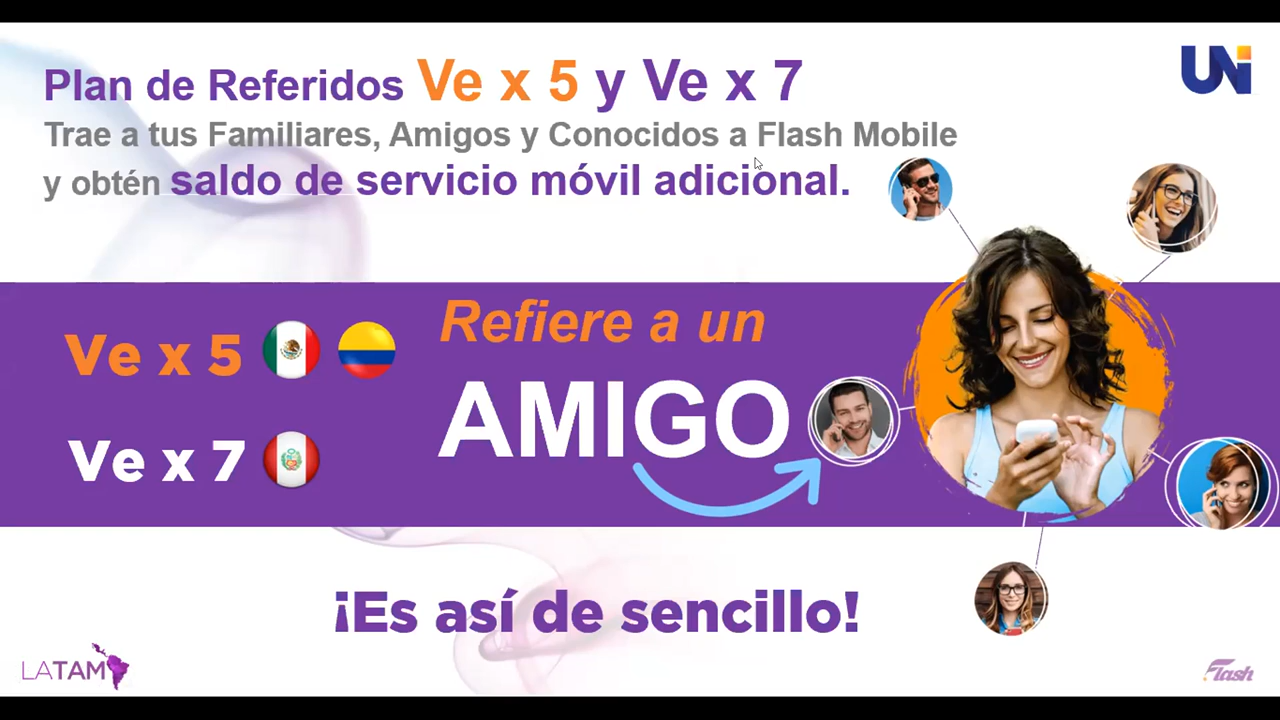 Plan de Referidos Ve x 5 y Ve x 7
Trae a tus Familiares, Amigos y Conocidos a Flash Mobile
y obtén saldo de servicio móvil adicional.
UNi
Ve x 5
Ve x 7
Refiere a un
AMIGO
¡Es así de sencillo!
LATAM
Flash